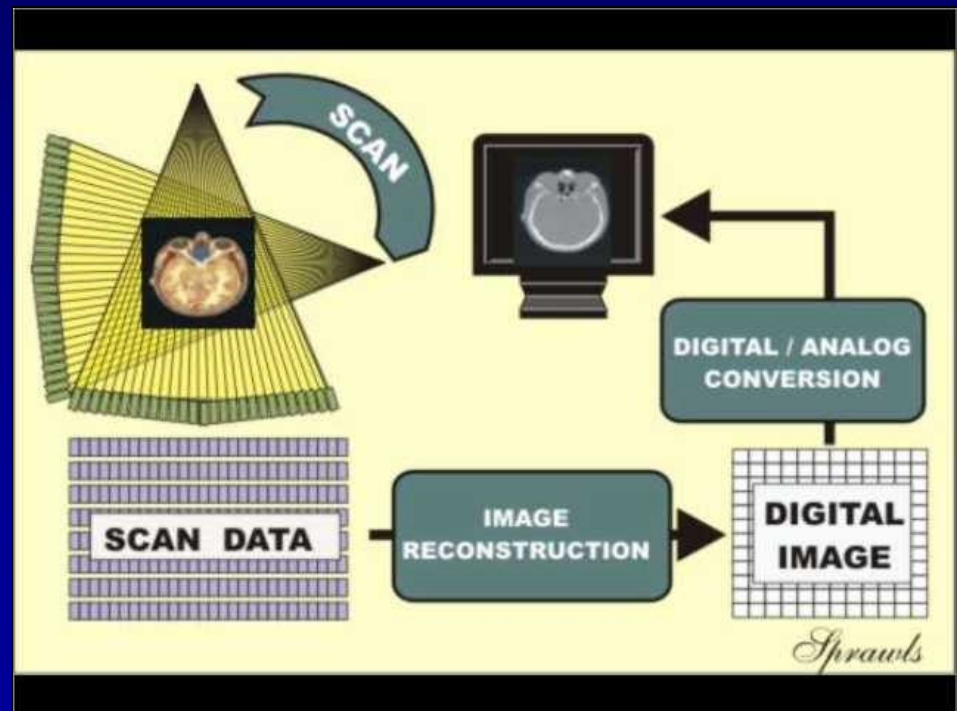 SCAN
DIGITAL / ANALOG
CONVERSION
SCAN DATA
IMAGE
RECONSTRUCTION
DIGITAL
IMAGE
Sprawls